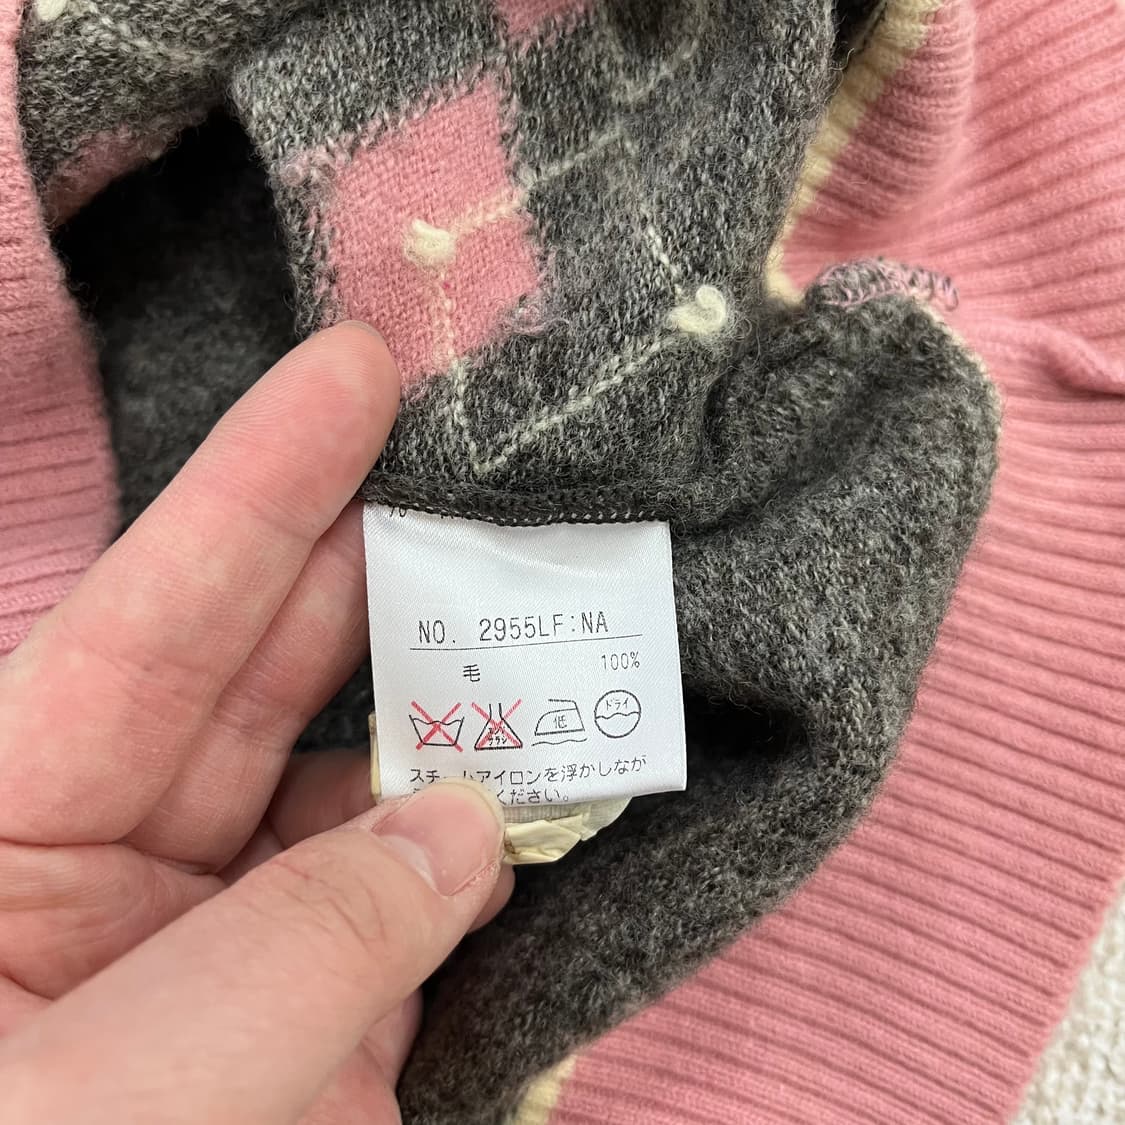 NO. 2955LF:NA
毛 100%
低 ドライ
スチームアイロンを浮かしなが
ください。